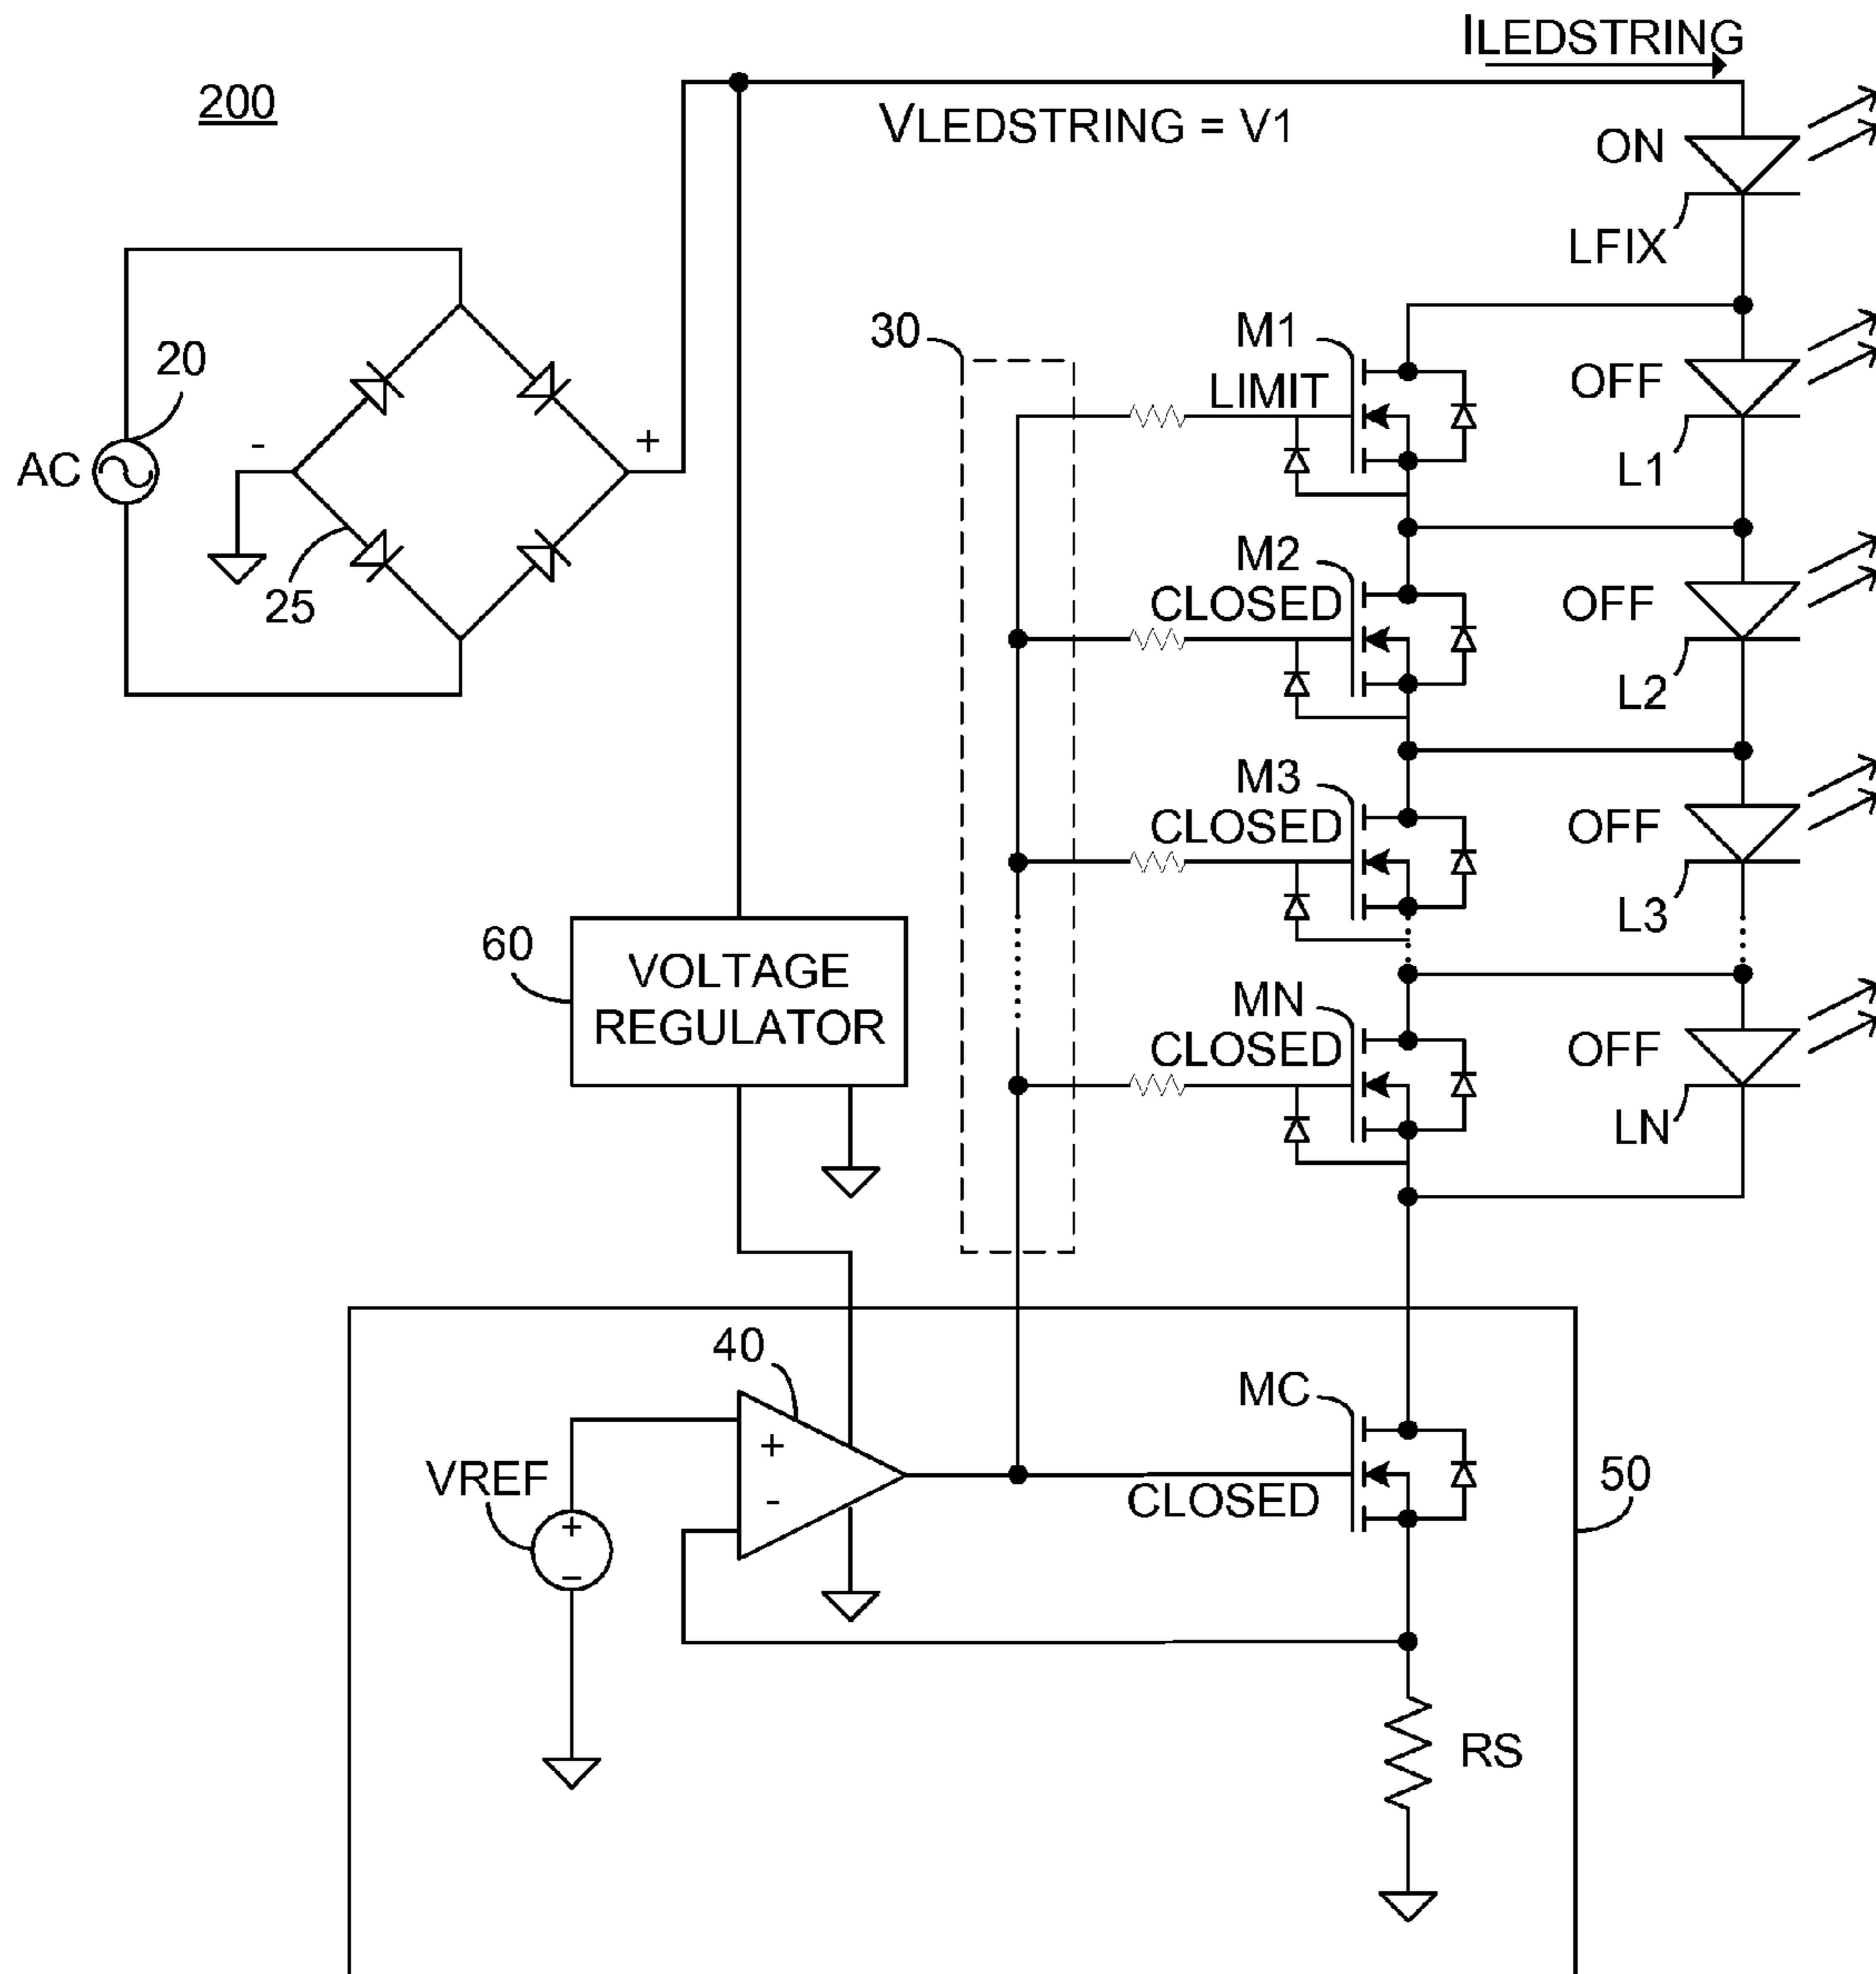 ILEDSTRING
200
VLEDSTRING = V1
ON
LFIX
30
M1
LIMIT
OFF
L1
20
-
+
AC
25
M2
CLOSED
OFF
L2
M3
CLOSED
OFF
L3
60
VOLTAGE
REGULATOR
MN
CLOSED
OFF
LN
40
MC
+
-
CLOSED
VREF
+
–
50
RS